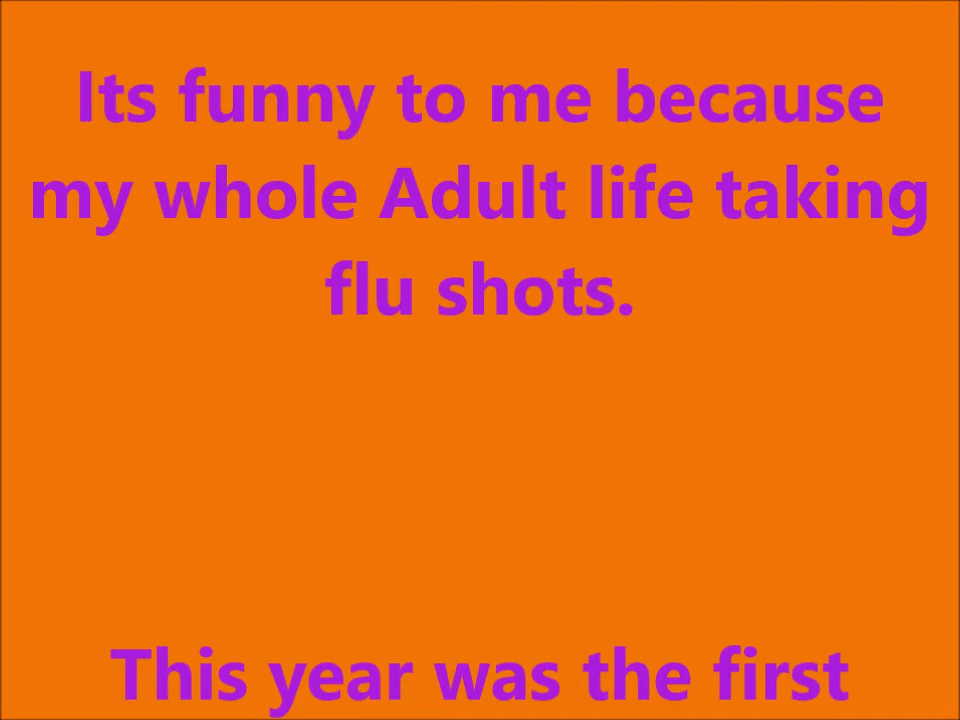 Its funny to me because
my whole Adult life taking
flu shots.
This year was the first